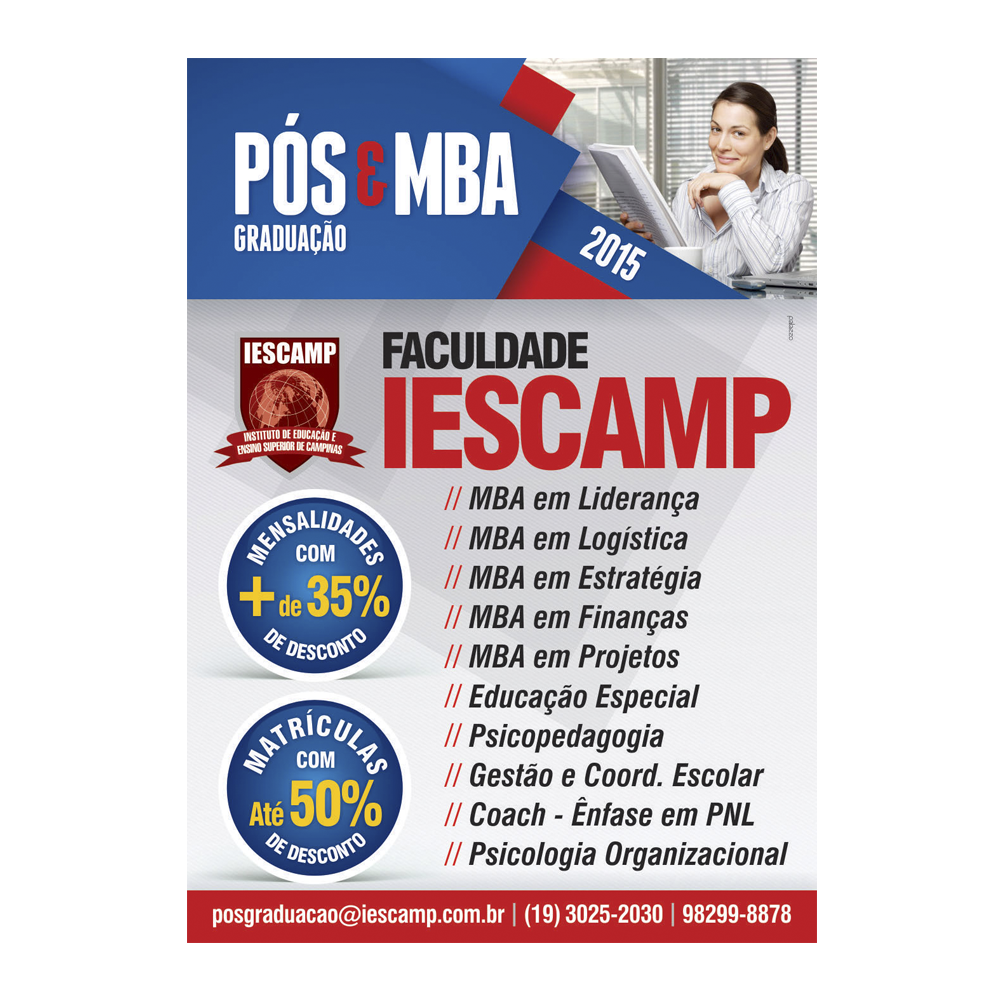 PÓS & MBA
GRADUAÇÃO
2015
IESCAMP
INSTITUTO DE EDUCAÇÃO E
ENSINO SUPERIOR DE CAMPINAS
FACULDADE
IESCAMP
MENSALIDADES
COM
+ de 35%
DE DESCONTO
MATRÍCULAS
COM
Até 50%
DE DESCONTO
// MBA em Liderança
// MBA em Logística
// MBA em Estratégia
// MBA em Finanças
// MBA em Projetos
// Educação Especial
// Psicopedagogia
// Gestão e Coord. Escolar
// Coach - Ênfase em PNL
// Psicologia Organizacional
posgraduacao@iescamp.com.br | (19) 3025-2030 | 98299-8878